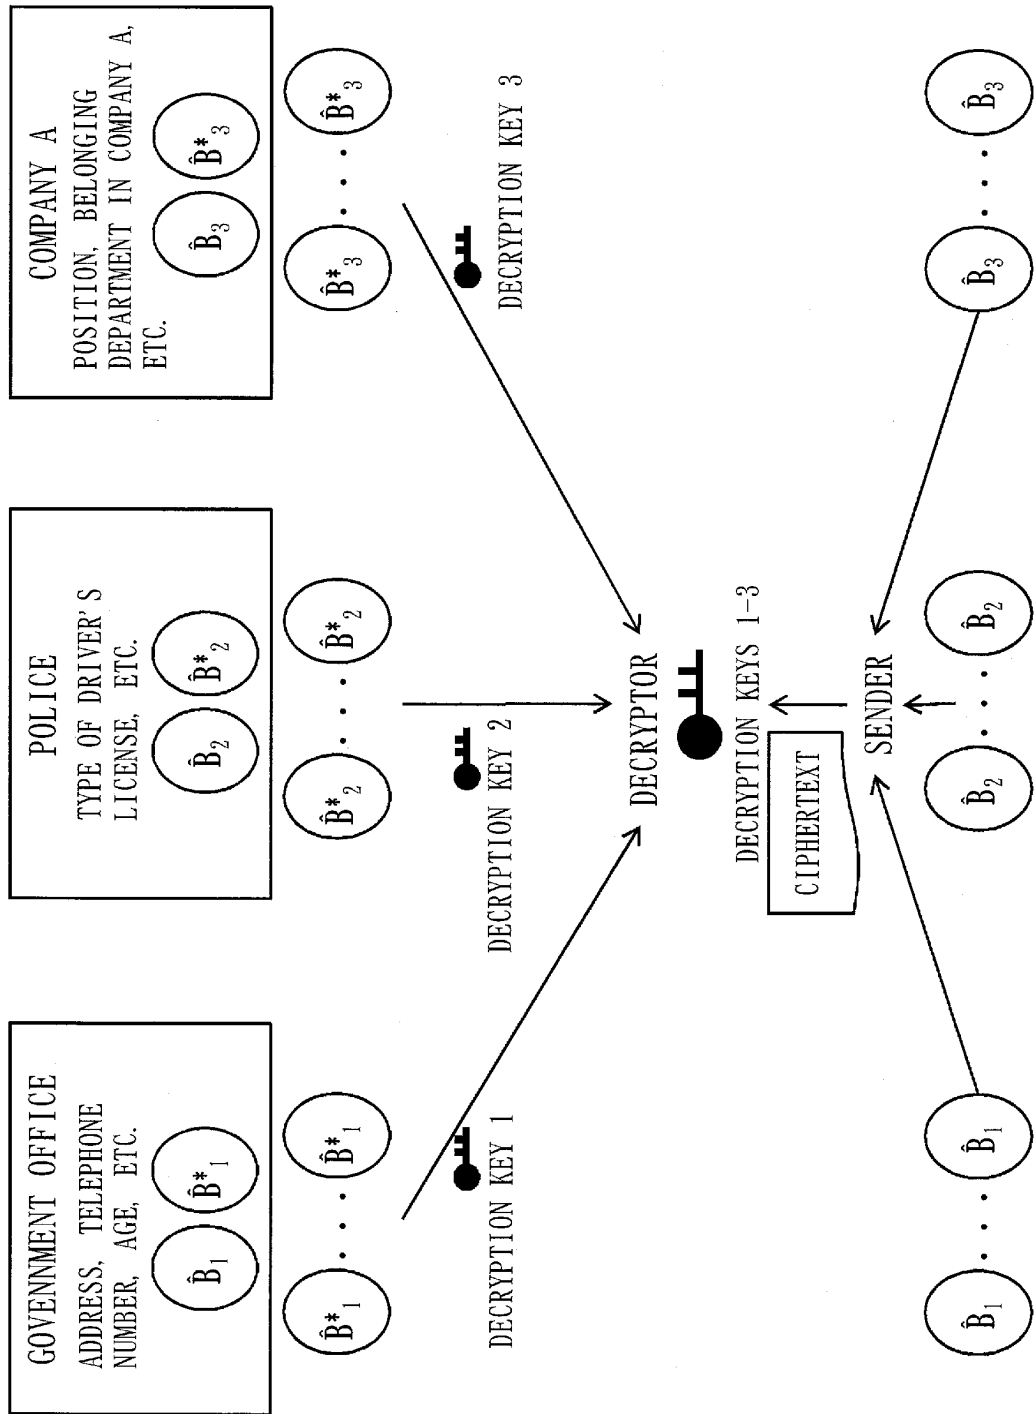 GOVENNMENT OFFICE
ADDRESS, TELEPHONE
NUMBER, AGE, ETC.
B̂₁ B̂*₁
POLICE
TYPE OF DRIVER'S
LICENSE, ETC.
B̂₂ B̂*₂
COMPANY A
POSITION, BELONGING
DEPARTMENT IN COMPANY A,
ETC.
B̂₃ B̂*₃
B̂*₁ · · · · B̂*₁
B̂*₂ · · · · B̂*₂
B̂*₃ · · · · B̂*₃
DECRYPTION KEY 1
DECRYPTION KEY 2
DECRYPTION KEY 3
DECRYPTOR
DECRYPTION KEYS 1-3
CIPHERTEXT
SENDER
B̂₁ · · · · B̂₁
B̂₂ · · · · B̂₂
B̂₃ · · · · B̂₃